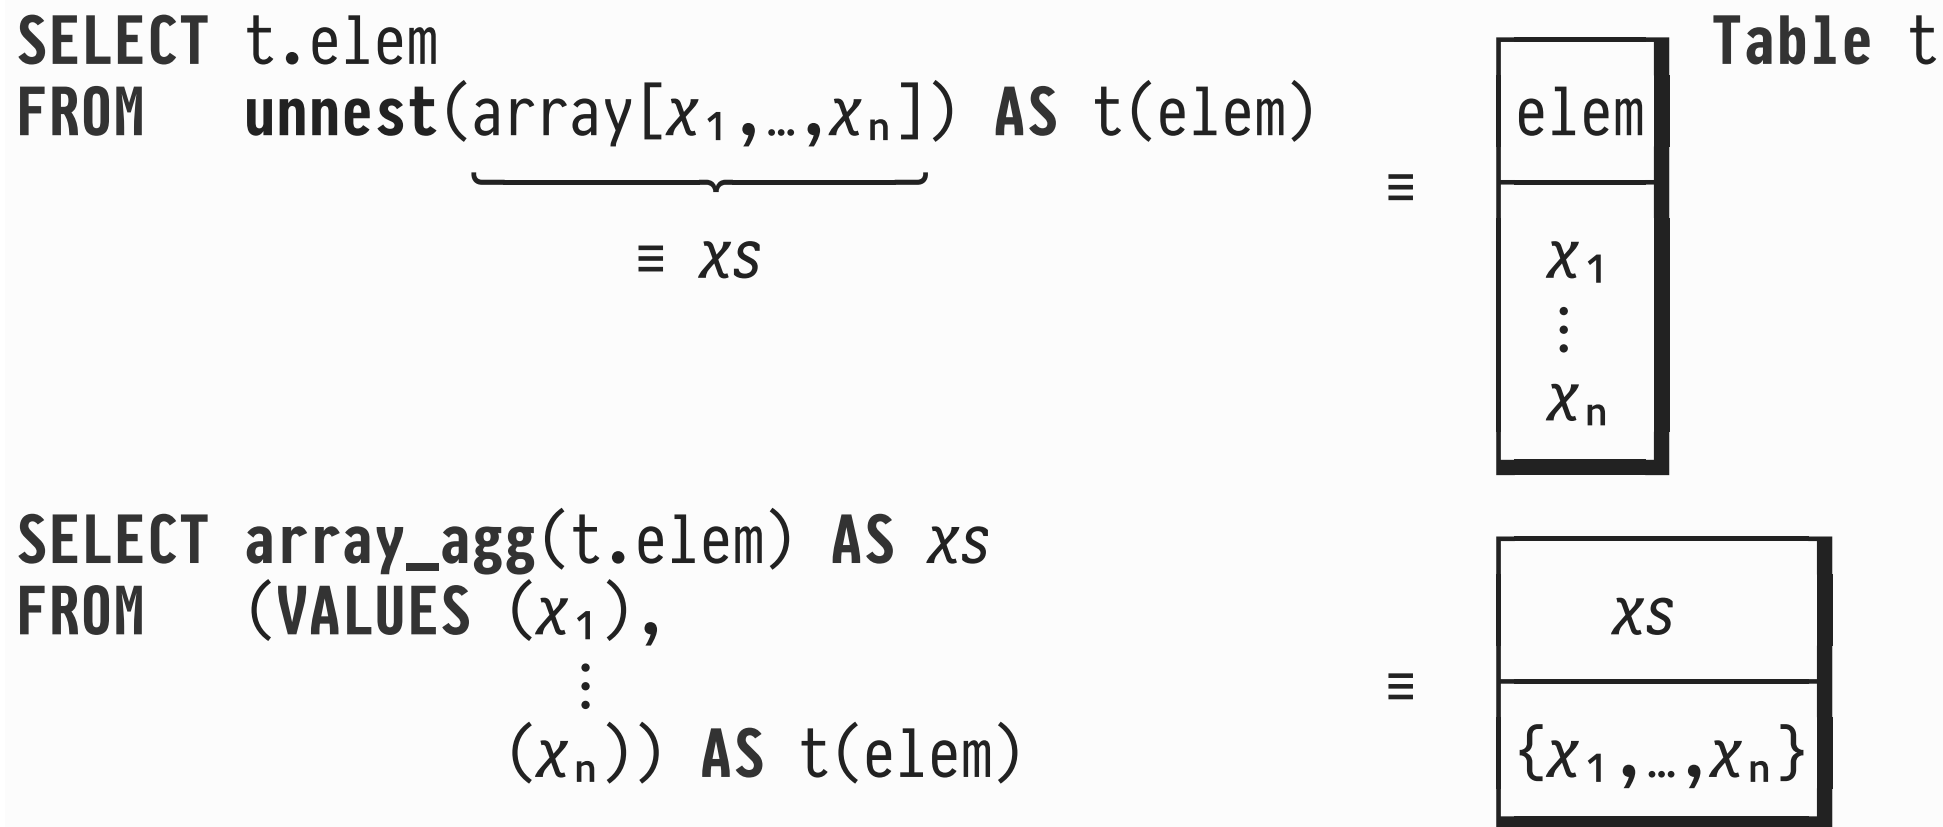 SELECT t.elem
FROM unnest(array[x₁,…,xₙ]) AS t(elem)
≡ xs
≡
Table t
elem
x₁
⋮
xₙ
SELECT array_agg(t.elem) AS xs
FROM (VALUES (x₁),
⋮
(xₙ)) AS t(elem)
≡
xs
{x₁,…,xₙ}